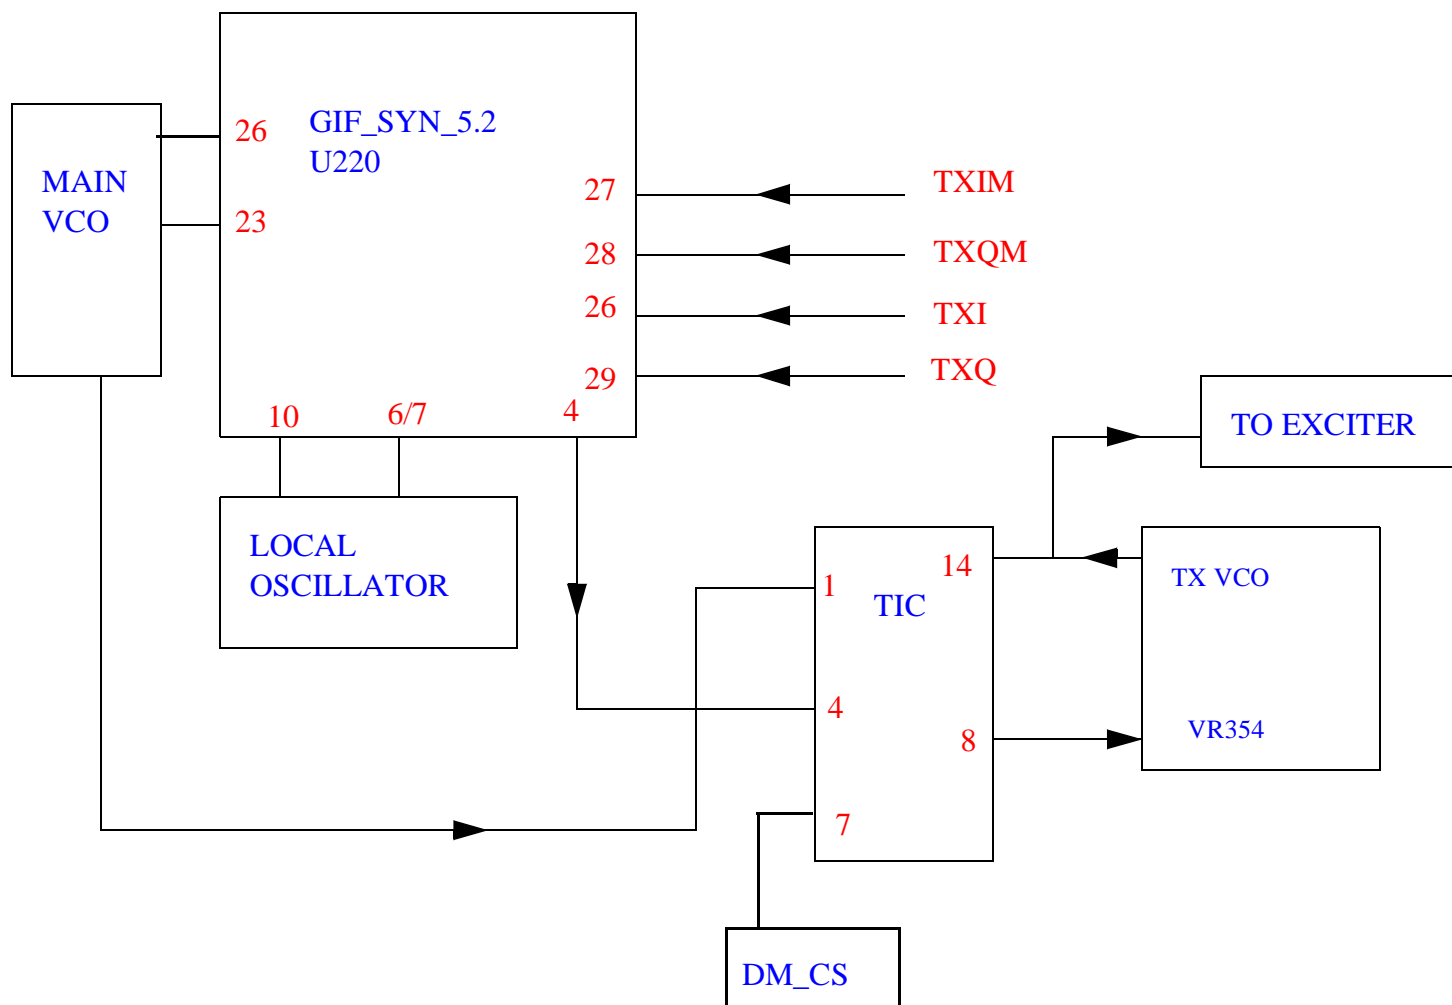 GIF_SYN_5.2
U220
26
23
MAIN
VCO
27
TXIM
28
TXQM
26
TXI
29
TXQ
10
6/7
4
TO EXCITER
LOCAL
OSCILLATOR
1
14
TIC
TX VCO
4
8
VR354
7
DM_CS